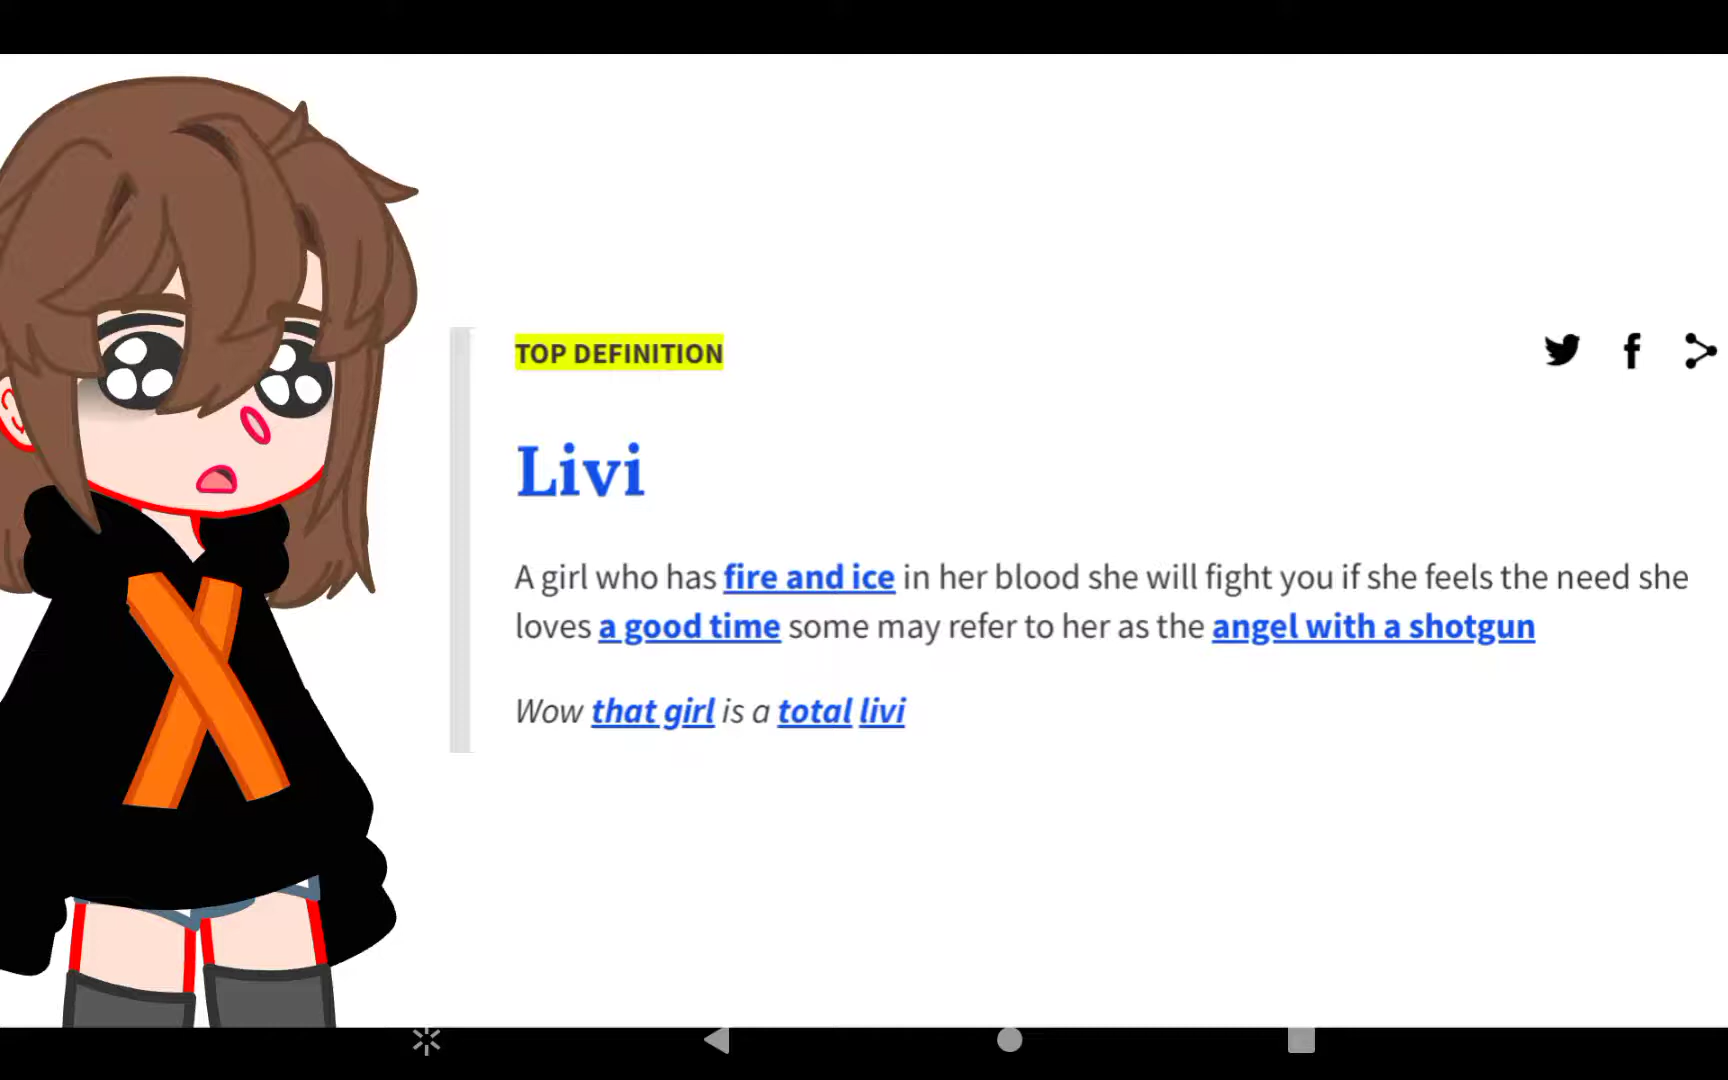 TOP DEFINITION
Livi
A girl who has fire and ice in her blood she will fight you if she feels the need she
loves a good time some may refer to her as the angel with a shotgun
Wow that girl is a total livi